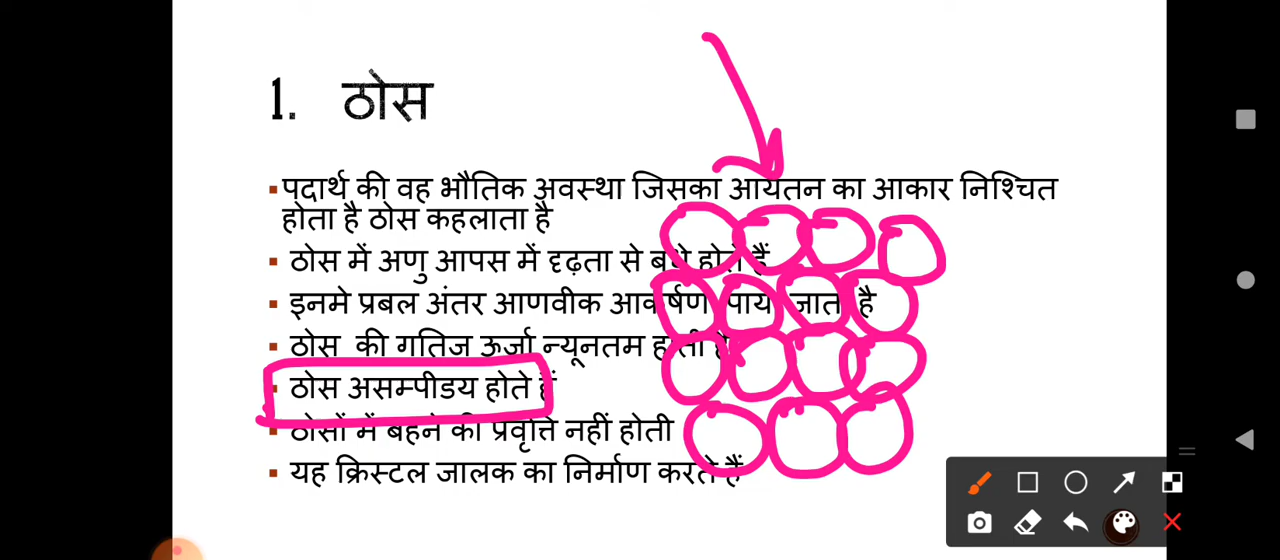 1. ठोस
पदार्थ की वह भौतिक अवस्था जिसका आयतन का आकार निश्चित
होता है ठोस कहलाता है
ठोस में अणु आपस में दृढ़ता से बंधे होते हैं
इनमे प्रबल अंतर आणवीक आकर्षण पाया जाता है
ठोस की गतिज ऊर्जा न्यूनतम होती है
ठोस असम्पीडय होते हैं
ठोसों में बहने की प्रवृत्ति नहीं होती
यह क्रिस्टल जालक का निर्माण करते हैं